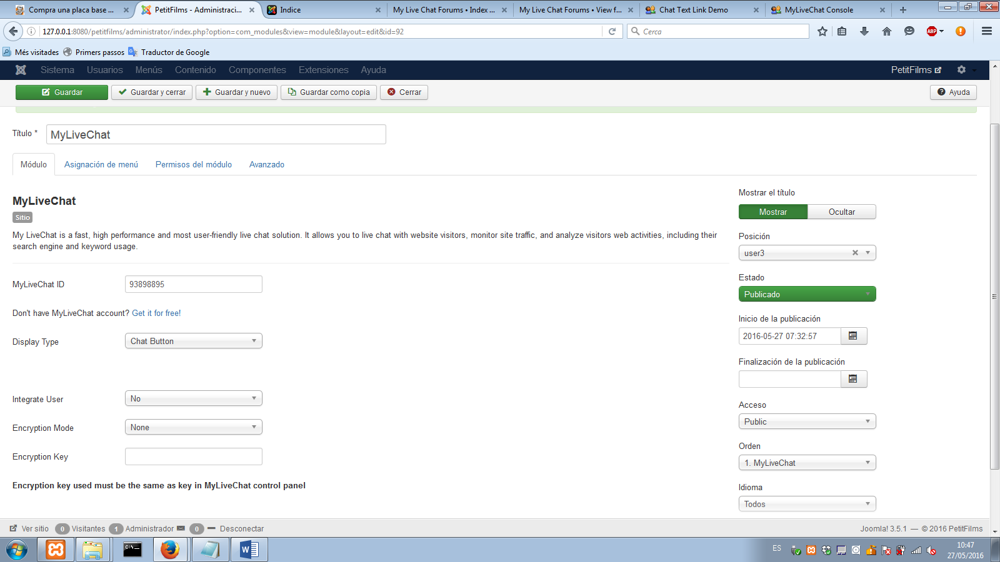 Compra una placa base ...
PetitFilms - Administraci...
Indice
My Live Chat Forums • Index ...
My Live Chat Forums • View f...
Chat Text Link Demo
MyLiveChat Console
127.0.0.1:8080/petitfilms/administrator/index.php?option=com_modules&view=module&layout=edit&id=92
Cerca
ABP
Més visitades
Primers passos
Traductor de Google
Sistema
Usuarios
Menús
Contenido
Componentes
Extensiones
Ayuda
PetitFilms
Guardar
Guardar y cerrar
Guardar y nuevo
Guardar como copia
Cerrar
Ayuda
Título *
MyLiveChat
Módulo
Asignación de menú
Permisos del módulo
Avanzado
MyLiveChat
Sitio
My LiveChat is a fast, high performance and most user-friendly live chat solution. It allows you to live chat with website visitors, monitor site traffic, and analyze visitors web activities, including their
search engine and keyword usage.
MyLiveChat ID
93898895
Don't have MyLiveChat account? Get it for free!
Display Type
Chat Button
Integrate User
No
Encryption Mode
None
Encryption Key
Encryption key used must be the same as key in MyLiveChat control panel
Mostrar el título
Mostrar
Ocultar
Posición
user3
Estado
Publicado
Inicio de la publicación
2016-05-27 07:32:57
Finalización de la publicación
Acceso
Public
Orden
1. MyLiveChat
Idioma
Todos
Ver sitio
0 Visitantes
1 Administrador
0
Desconectar
Joomla! 3.5.1 — © 2016 PetitFilms
ES
10:47
27/05/2016